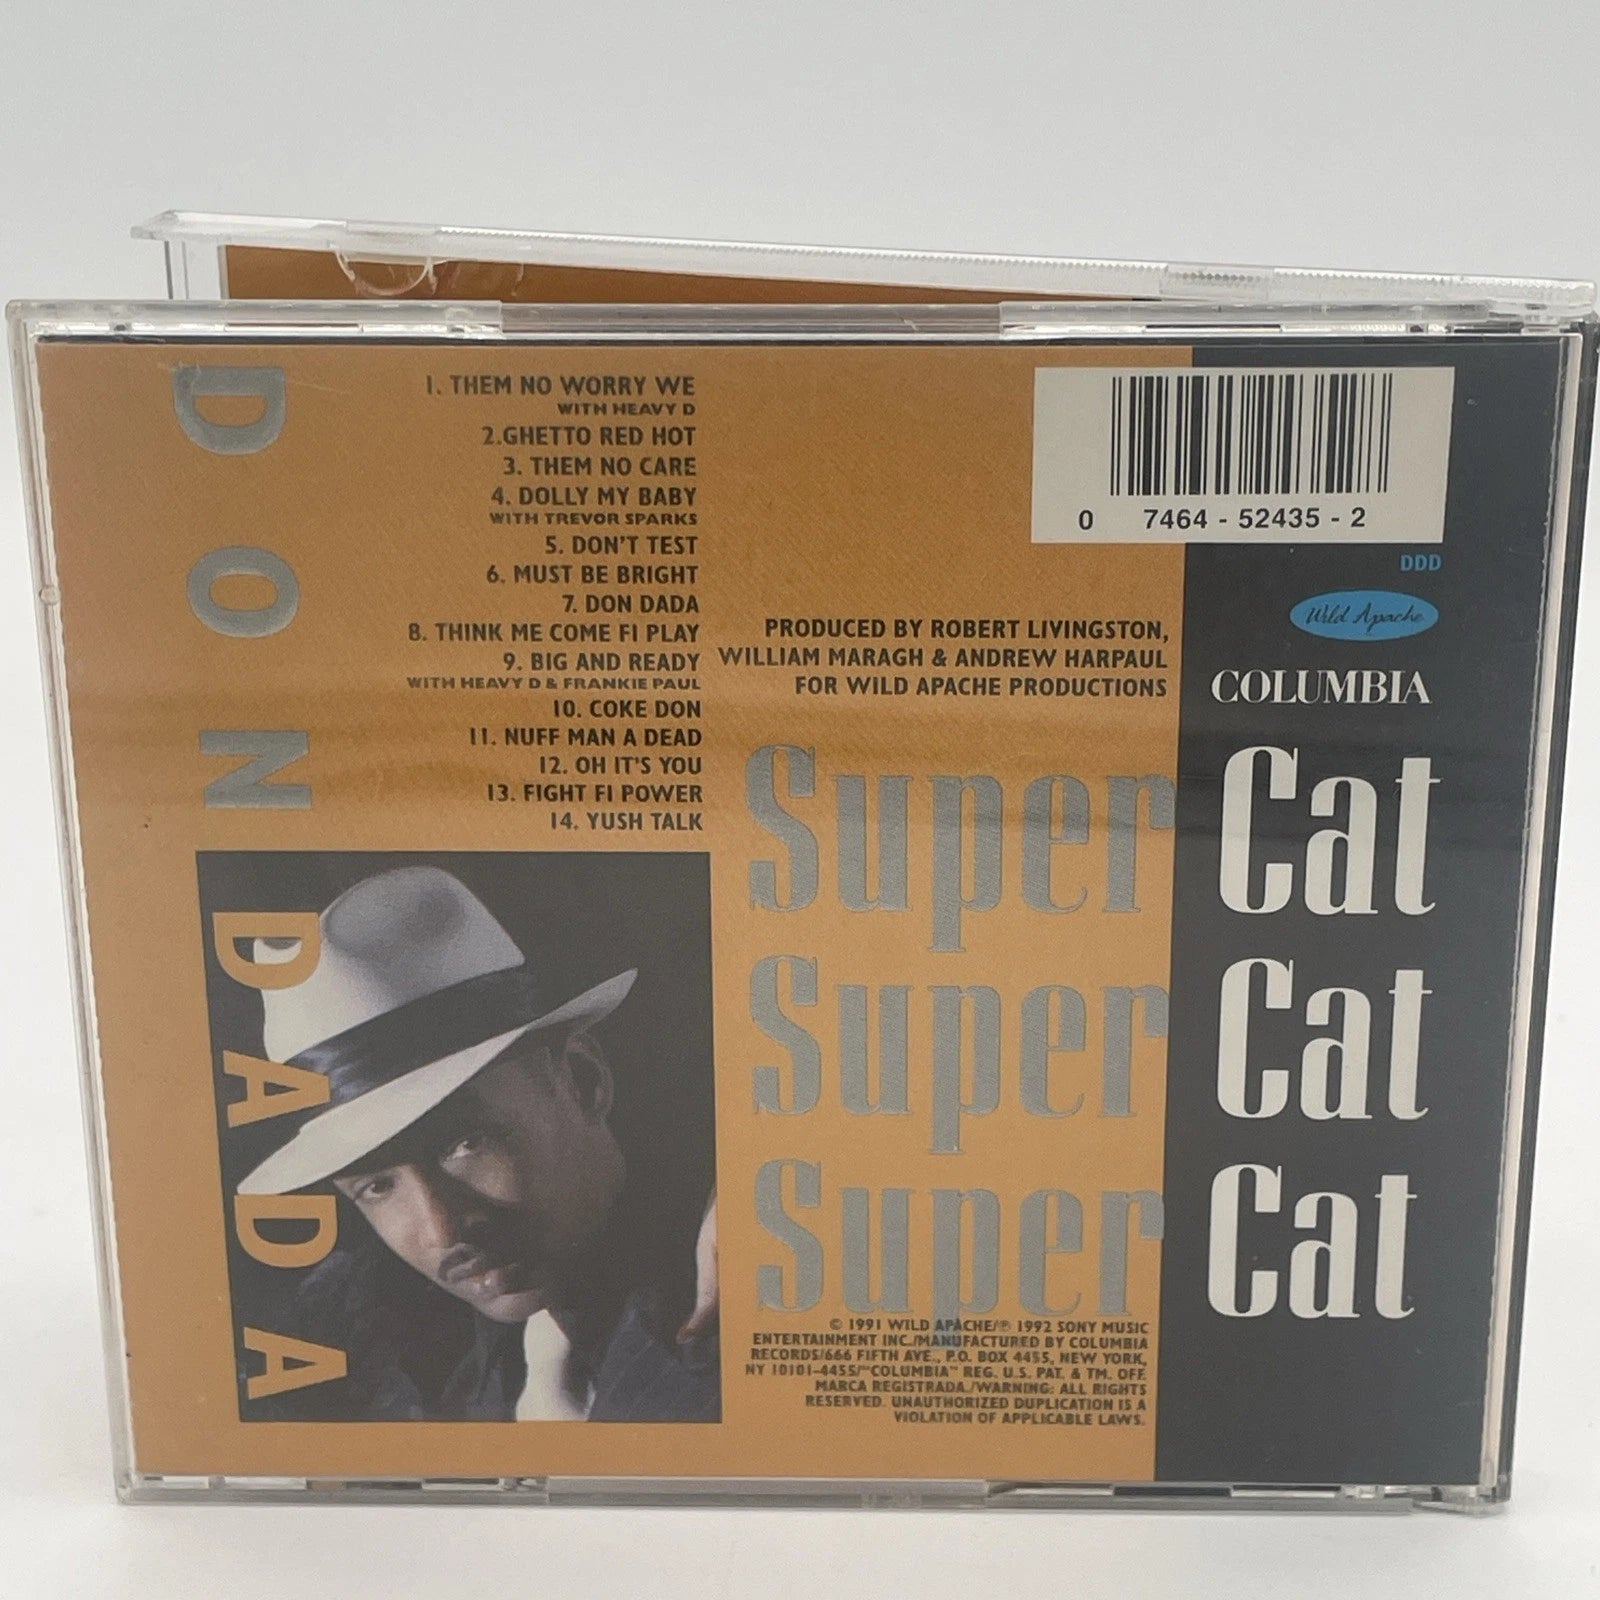 DON DADA
1. THEM NO WORRY WE
WITH HEAVY D
2.GHETTO RED HOT
3. THEM NO CARE
4. DOLLY MY BABY
WITH TREVOR SPARKS
5. DON'T TEST
6. MUST BE BRIGHT
7. DON DADA
8. THINK ME COME FI PLAY
9. BIG AND READY
WITH HEAVY D & FRANKIE PAUL
10. COKE DON
11. NUFF MAN A DEAD
12. OH IT'S YOU
13. FIGHT FI POWER
14. YUSH TALK
0 7464 - 52435 - 2
DDD
Wild Apache
COLUMBIA
PRODUCED BY ROBERT LIVINGSTON,
WILLIAM MARAGH & ANDREW HARPAUL
FOR WILD APACHE PRODUCTIONS
Super Cat
Super Cat
Super Cat
© 1991 WILD APACHE/℗ 1992 SONY MUSIC
ENTERTAINMENT INC./MANUFACTURED BY COLUMBIA
RECORDS/666 FIFTH AVE., P.O. BOX 4455, NEW YORK,
NY 10101-4455/"COLUMBIA" REG. U.S. PAT. & TM. OFF.
MARCA REGISTRADA./WARNING: ALL RIGHTS
RESERVED. UNAUTHORIZED DUPLICATION IS A
VIOLATION OF APPLICABLE LAWS.